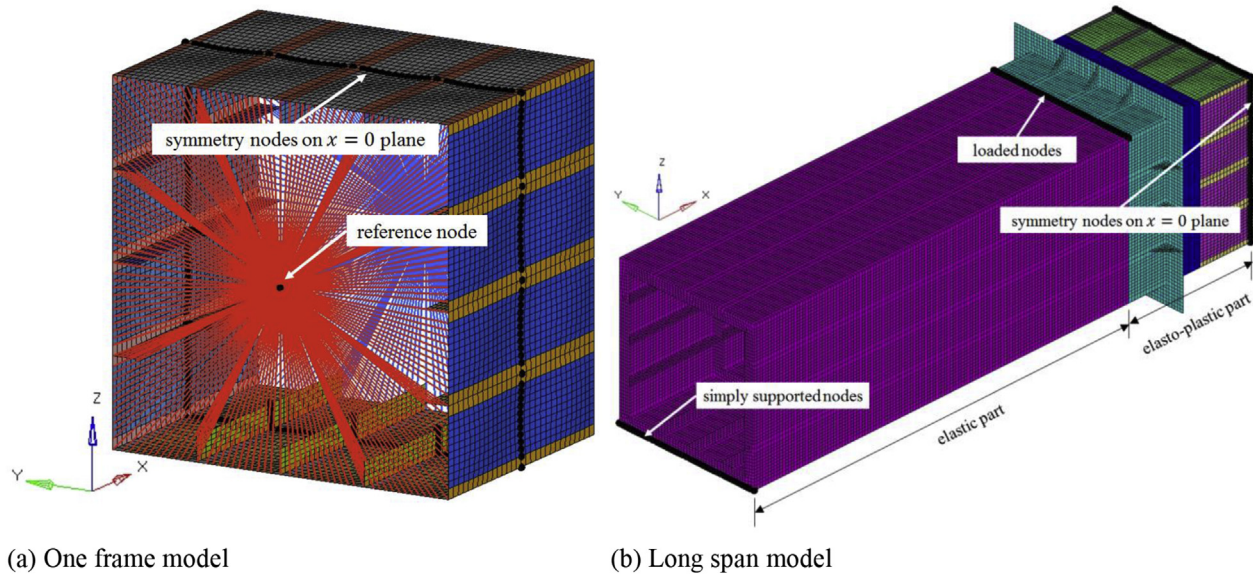 symmetry nodes on x = 0 plane
reference node
Z
Y
X
(a) One frame model
Z
Y
X
loaded nodes
symmetry nodes on x = 0 plane
simply supported nodes
elastic part
elasto-plastic part
(b) Long span model